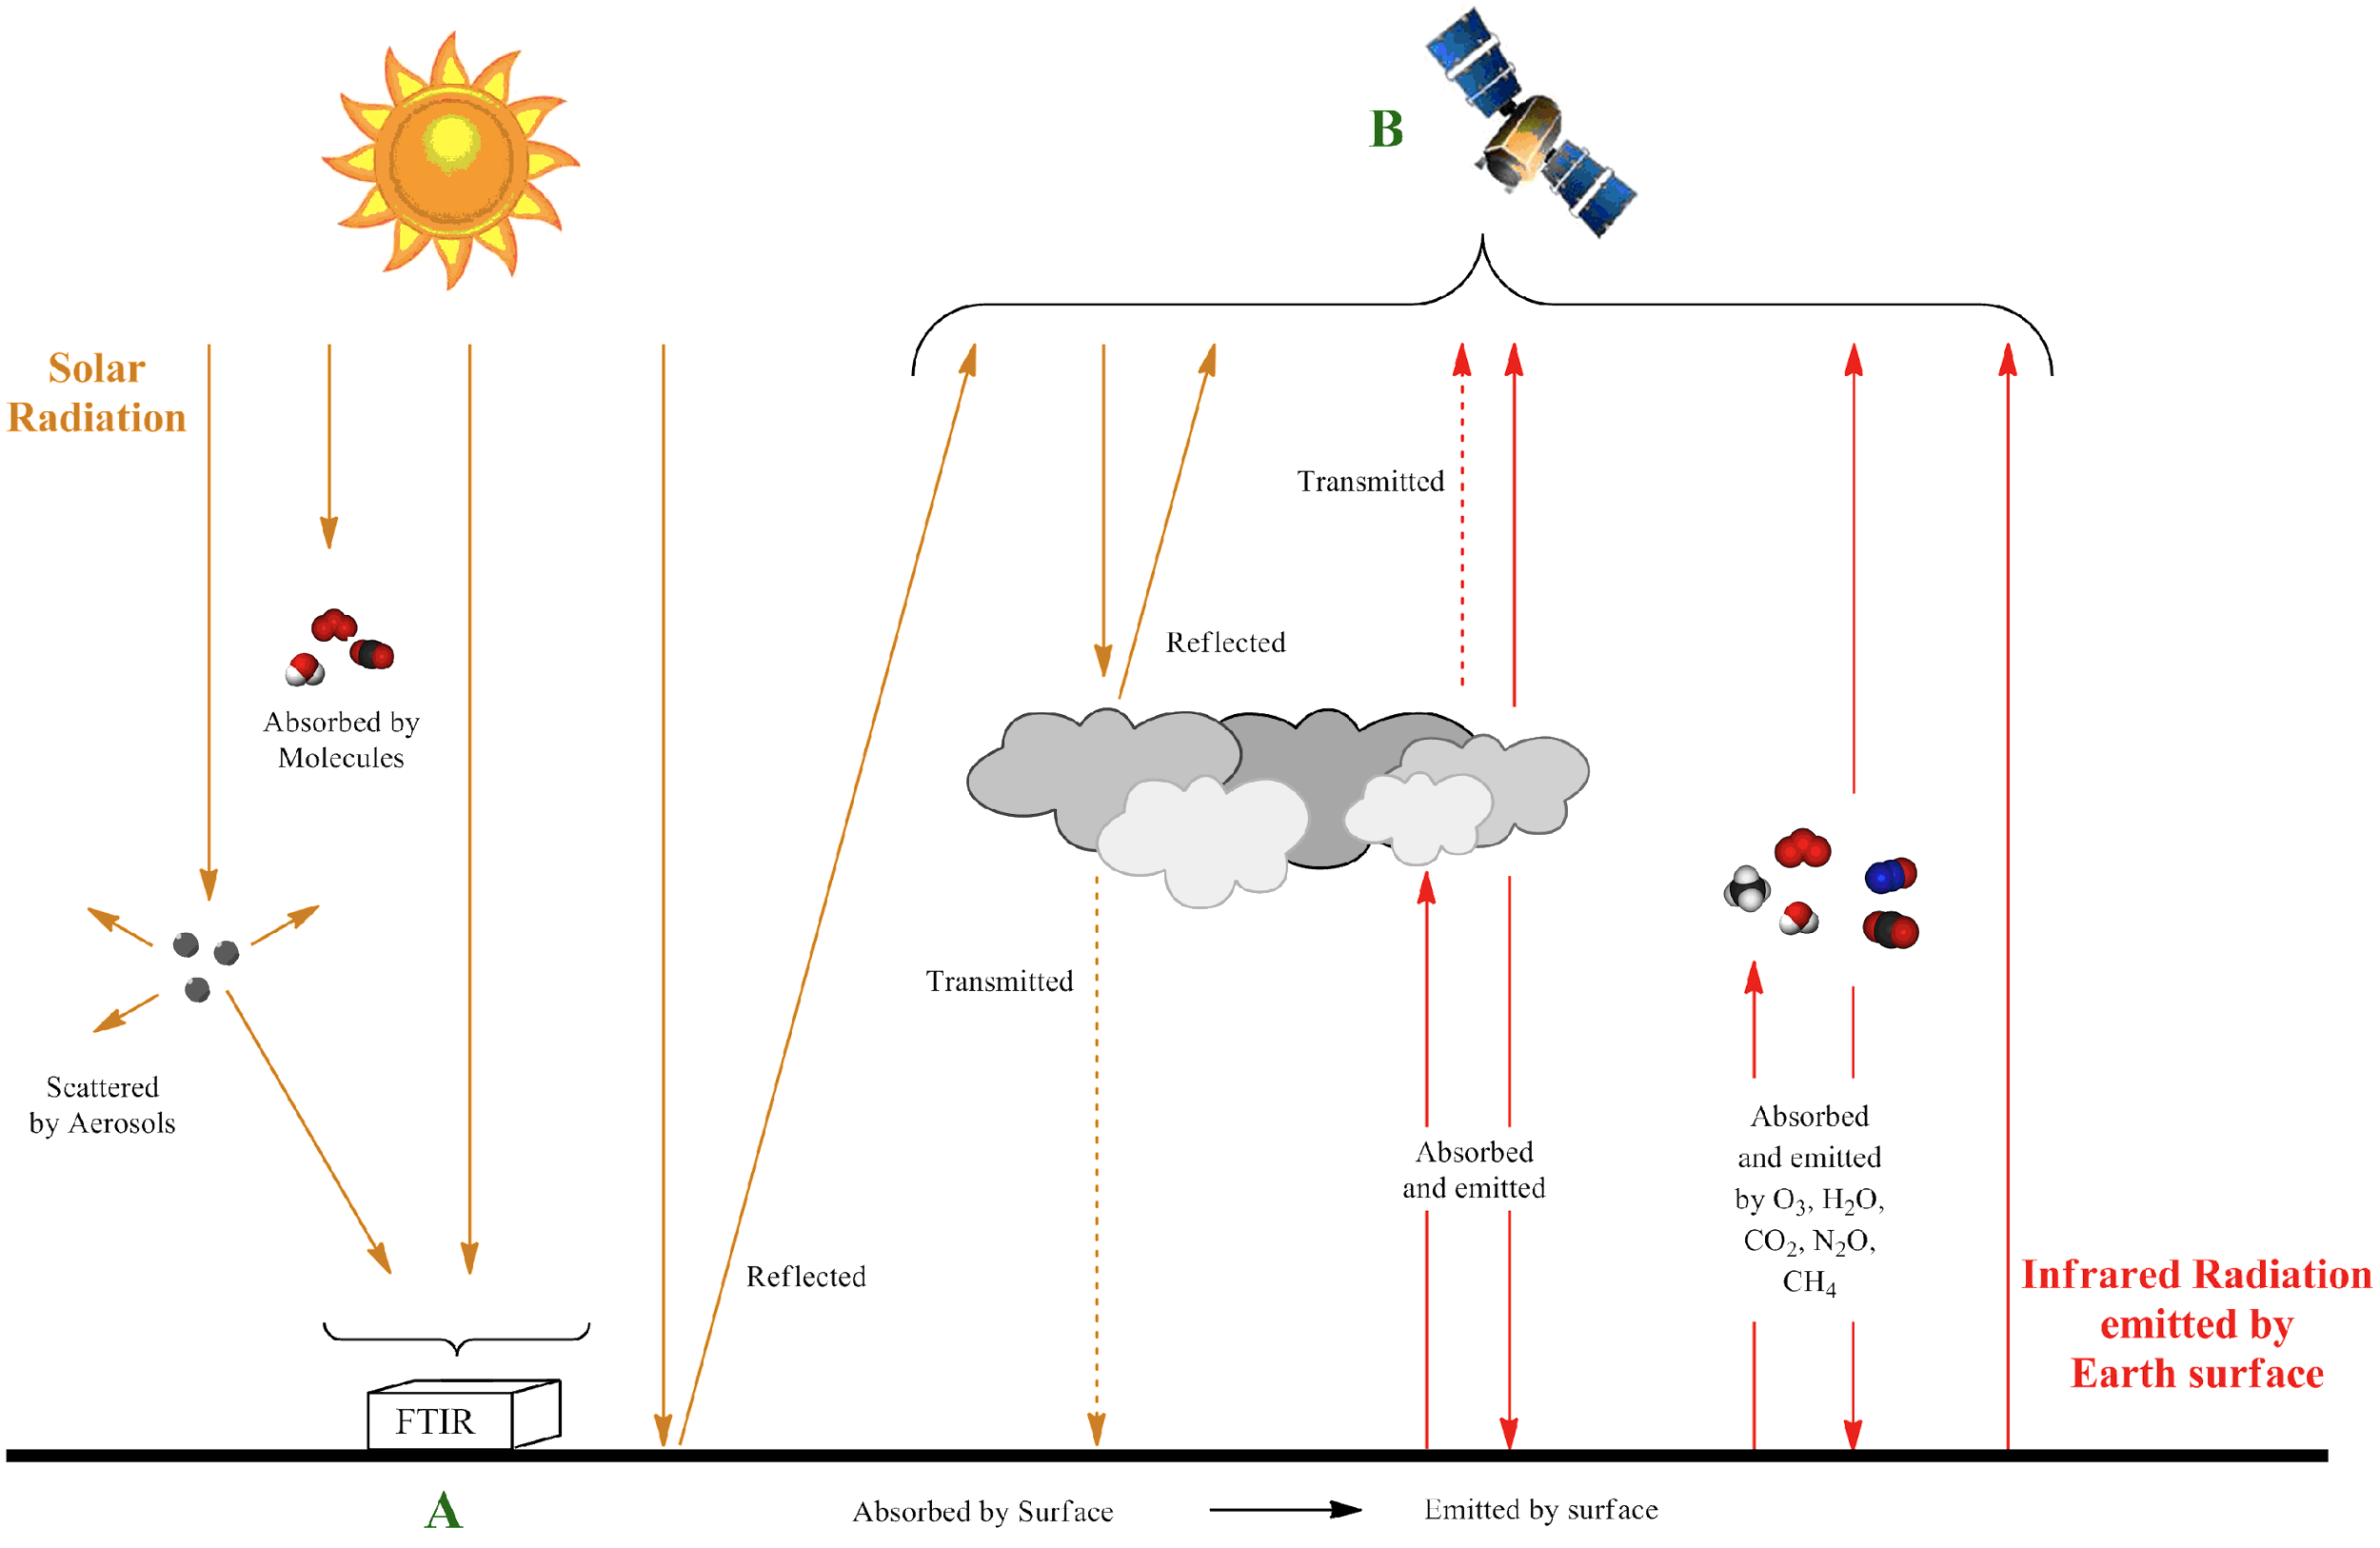 B
Solar
Radiation
Transmitted
Reflected
Absorbed by
Molecules
Transmitted
Scattered
by Aerosols
Absorbed
and emitted
Absorbed
and emitted
by O₃, H₂O,
CO₂, N₂O,
CH₄
Reflected
Infrared Radiation
emitted by
Earth surface
FTIR
A
Absorbed by Surface
Emitted by surface